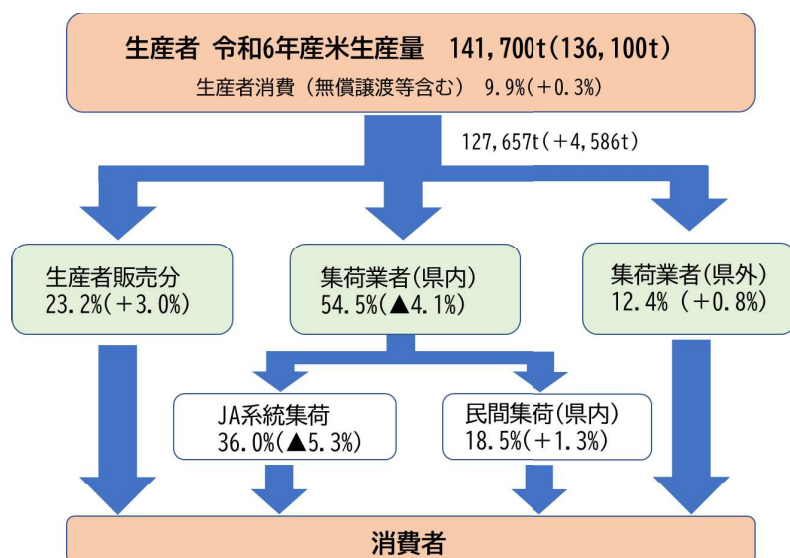 生産者 令和6年産米生産量 141,700t(136,100t)
生産者消費（無償譲渡等含む） 9.9%(+0.3%)
127,657t(+4,586t)
生産者販売分
23.2%(+3.0%)
集荷業者(県内)
54.5%(▲4.1%)
集荷業者(県外)
12.4% (+0.8%)
JA系統集荷
36.0%(▲5.3%)
民間集荷(県内)
18.5%(+1.3%)
消費者